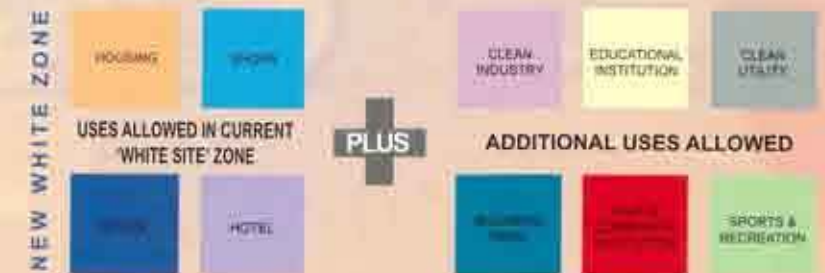 NEW WHITE ZONE
HOUSING
SHOPS
USES ALLOWED IN CURRENT
'WHITE SITE' ZONE
HOTEL
PLUS
CLEAN
INDUSTRY
EDUCATIONAL
INSTITUTION
CLEAN
UTILITY
ADDITIONAL USES ALLOWED
SPORTS &
RECREATION